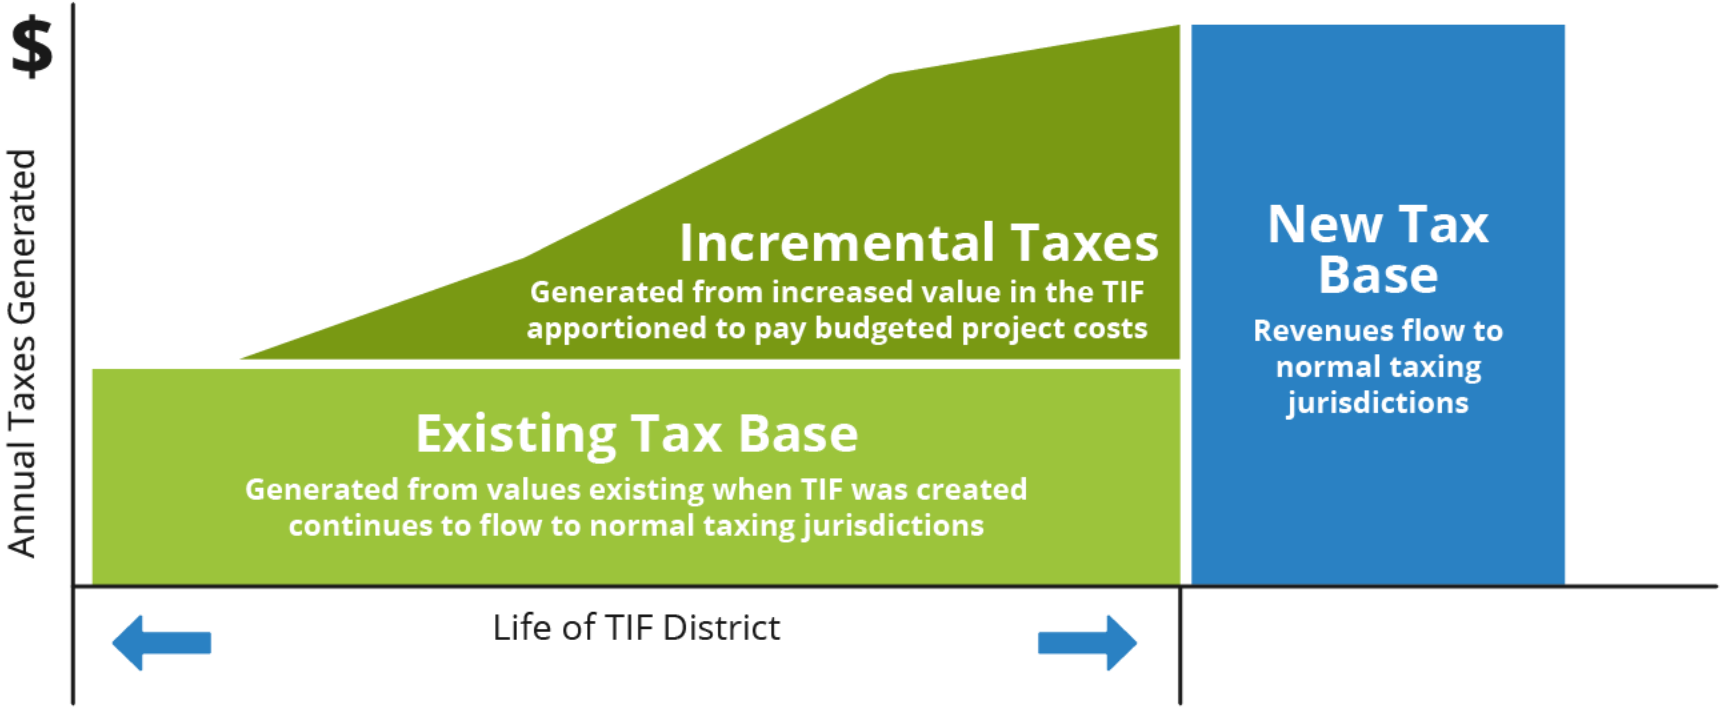 $
Annual Taxes Generated
Incremental Taxes
Generated from increased value in the TIF
apportioned to pay budgeted project costs
Existing Tax Base
Generated from values existing when TIF was created
continues to flow to normal taxing jurisdictions
New Tax
Base
Revenues flow to
normal taxing
jurisdictions
Life of TIF District